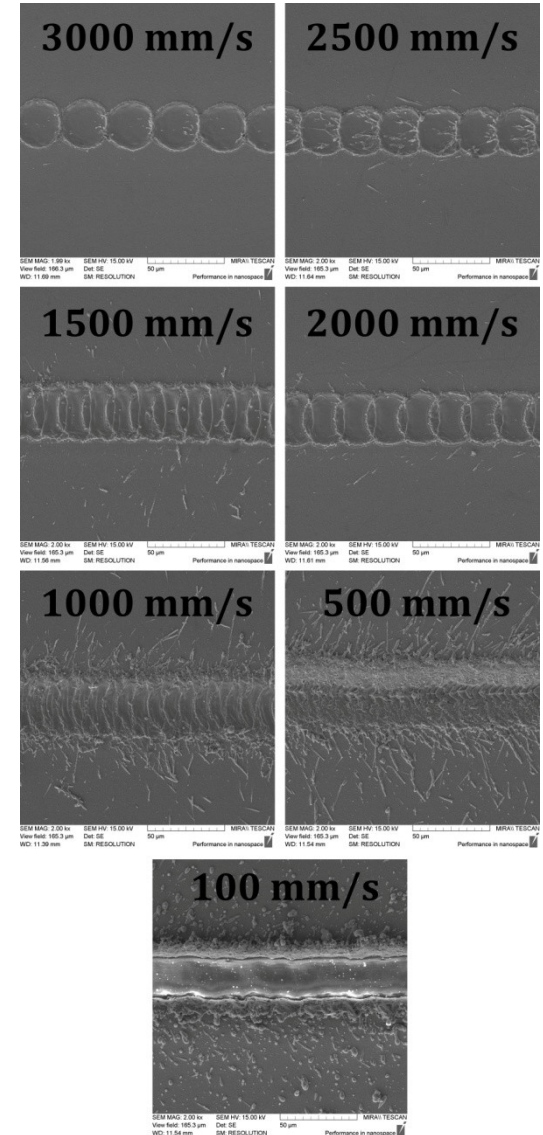 3000 mm/s
SEM MAG: 1.99 kx SEM HV: 15.00 kV MIRA\\ TESCAN
View field: 166.3 µm Det: SE 50 µm
WD: 11.69 mm SM: RESOLUTION Performance in nanospace
2500 mm/s
SEM MAG: 2.00 kx SEM HV: 15.00 kV MIRA\\ TESCAN
View field: 165.3 µm Det: SE 50 µm
WD: 11.64 mm SM: RESOLUTION Performance in nanospace
1500 mm/s
SEM MAG: 2.00 kx SEM HV: 15.00 kV MIRA\\ TESCAN
View field: 165.3 µm Det: SE 50 µm
WD: 11.56 mm SM: RESOLUTION Performance in nanospace
2000 mm/s
SEM MAG: 2.00 kx SEM HV: 15.00 kV MIRA\\ TESCAN
View field: 165.3 µm Det: SE 50 µm
WD: 11.61 mm SM: RESOLUTION Performance in nanospace
1000 mm/s
SEM MAG: 2.00 kx SEM HV: 15.00 kV MIRA\\ TESCAN
View field: 165.3 µm Det: SE 50 µm
WD: 11.39 mm SM: RESOLUTION Performance in nanospace
500 mm/s
SEM MAG: 2.00 kx SEM HV: 15.00 kV MIRA\\ TESCAN
View field: 165.3 µm Det: SE 50 µm
WD: 11.54 mm SM: RESOLUTION Performance in nanospace
100 mm/s
SEM MAG: 2.00 kx SEM HV: 15.00 kV MIRA\\ TESCAN
View field: 165.3 µm Det: SE 50 µm
WD: 11.54 mm SM: RESOLUTION Performance in nanospace